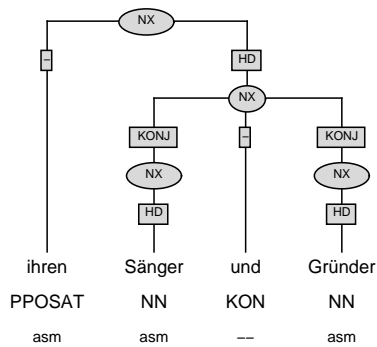 NX
– HD
NX
KONJ – KONJ
NX NX
HD HD
ihren Sänger und Gründer
PPOSAT NN KON NN
asm asm −− asm